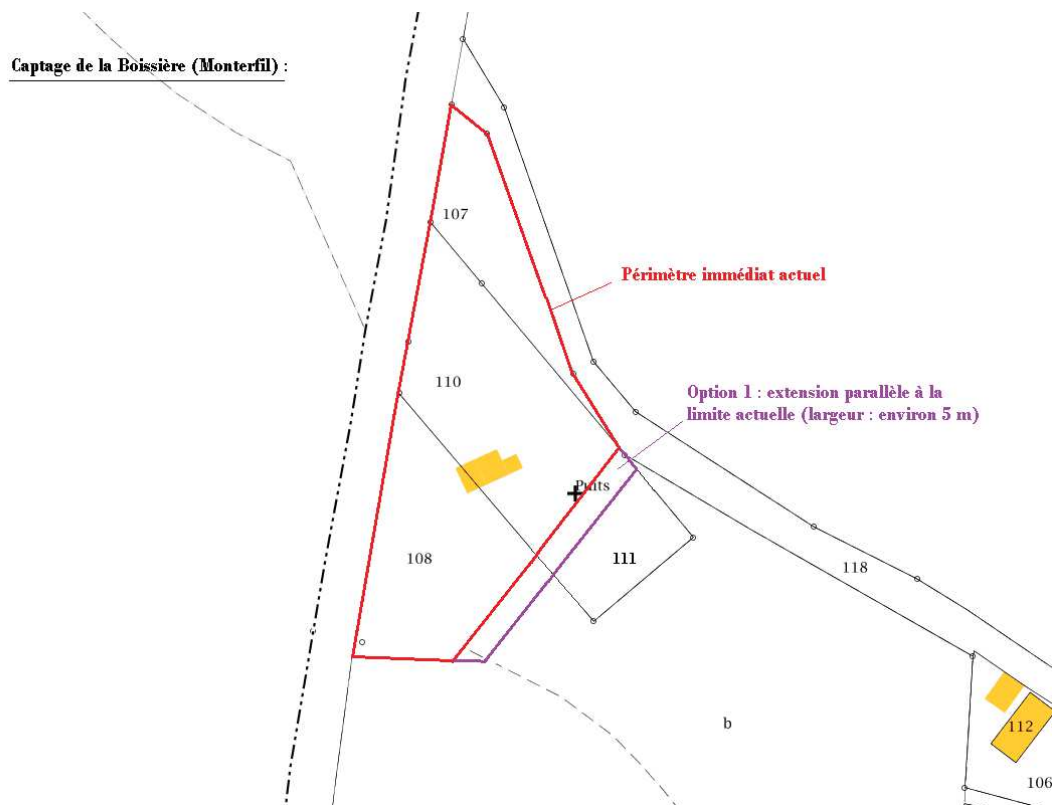 Captage de la Boissière (Monterfil) :
107
Périmètre immédiat actuel
110
Option 1 : extension parallèle à la
limite actuelle (largeur : environ 5 m)
Puits
108
111
118
b
112
106